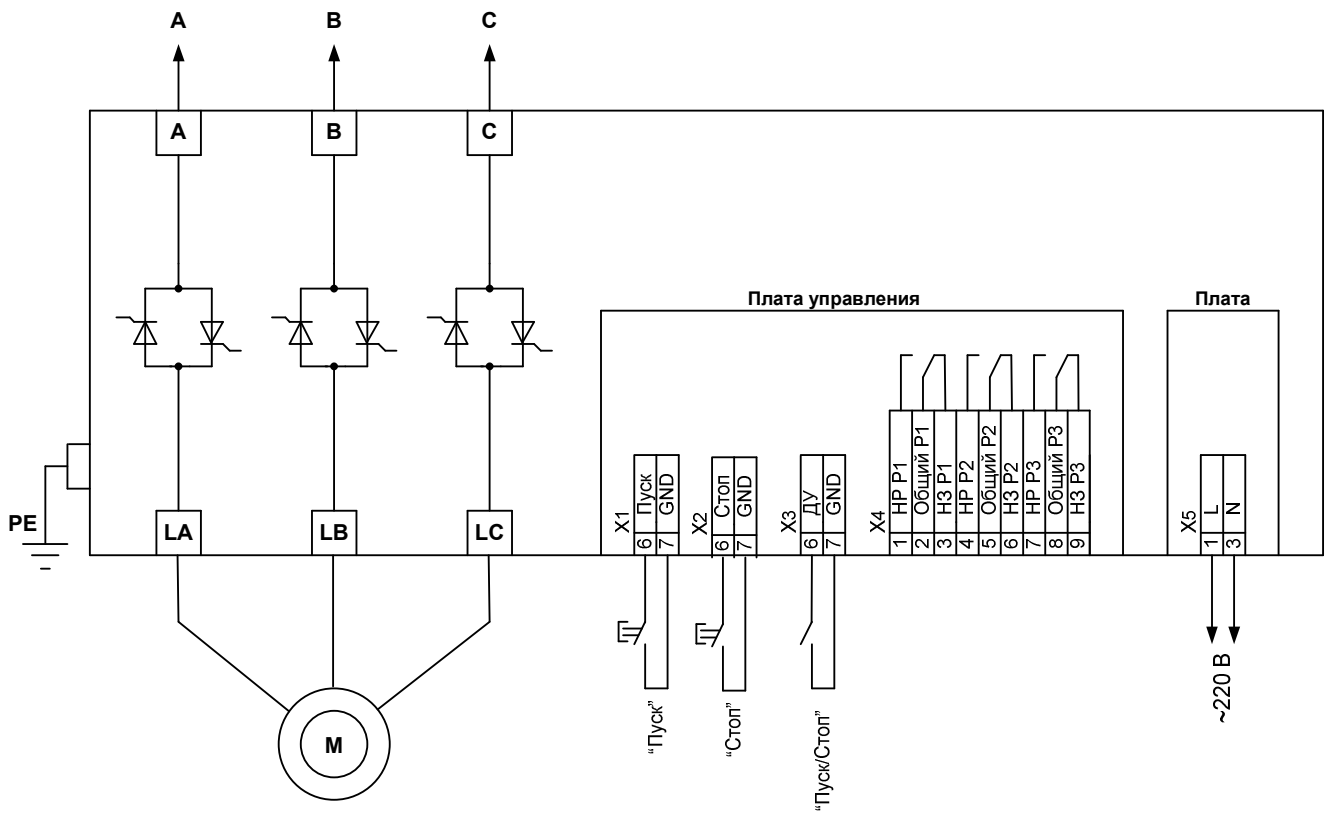 A
B
C
A
B
C
Плата управления
Плата
PE
LA
LB
LC
X1
6 Пуск
7 GND
X2
6 Стоп
7 GND
X3
6 ДУ
7 GND
X4
1 НР Р1
2 Общий Р1
3 НЗ Р1
4 НР Р2
5 Общий Р2
6 НЗ Р2
7 НР Р3
8 Общий Р3
9 НЗ Р3
X5
1 L
3 N
M
“Пуск”
“Стоп”
“Пуск/Стоп”
~220 В